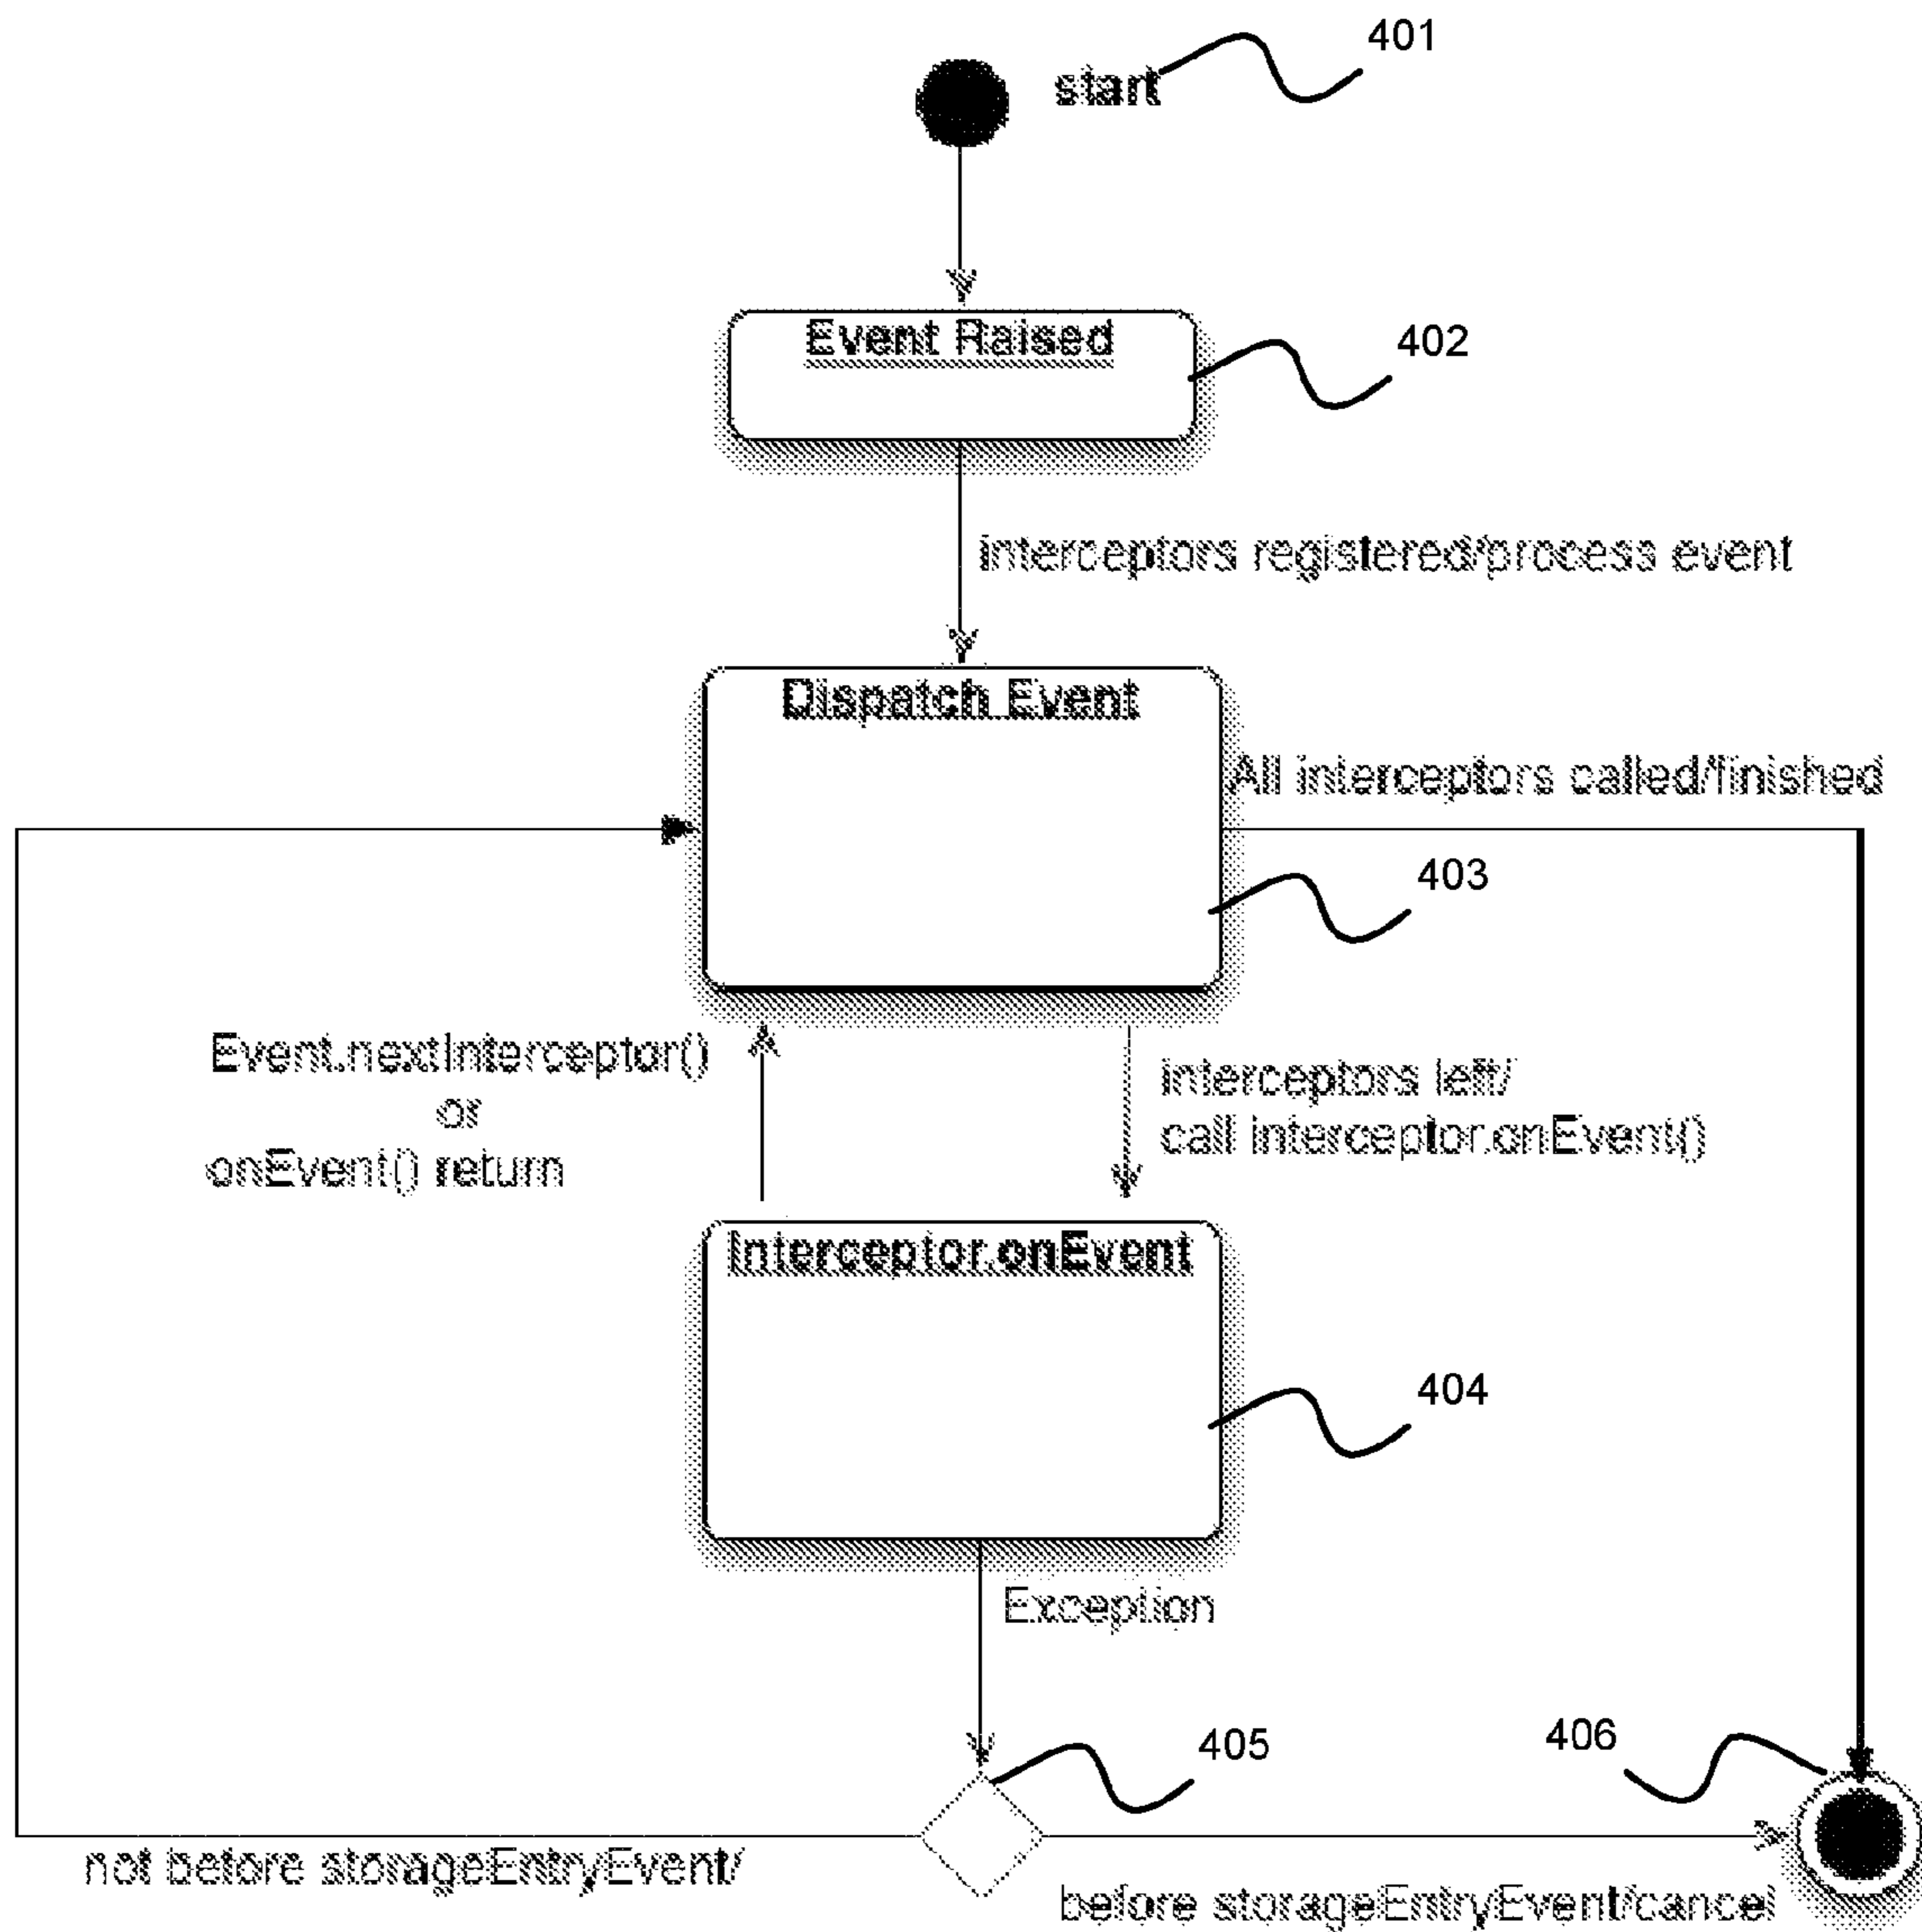 401
start
Event Raised
402
interceptors registered/process event
Dispatch Event
All interceptors called/finished
403
Event.nextInterceptor()
or
onEvent() return
interceptors left/
call interceptor.onEvent()
Interceptor.onEvent
404
Exception
405
406
not before storageEntryEvent/
before storageEntryEvent/cancel